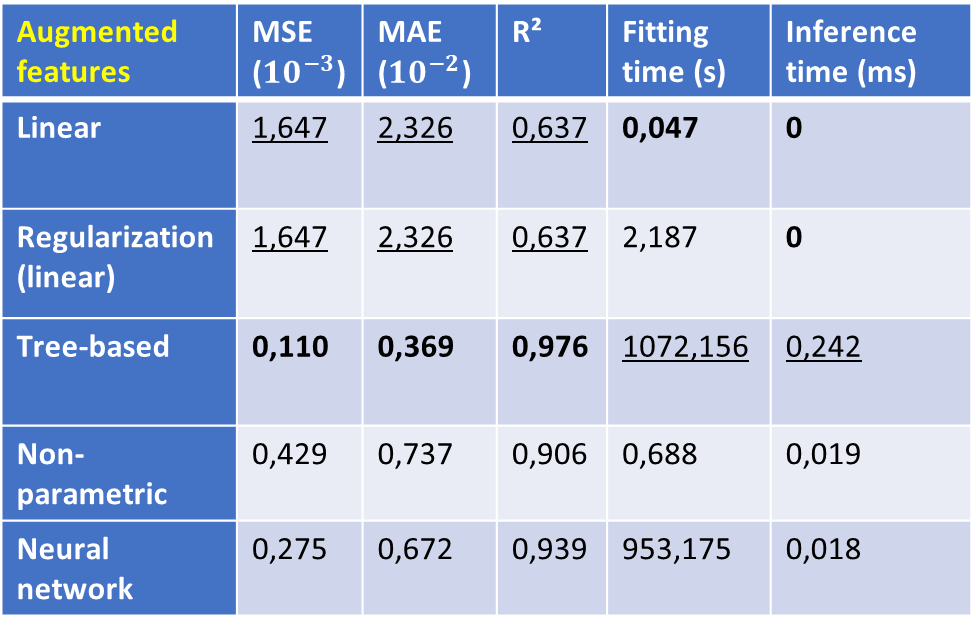 Augmented features MSE (10⁻³) MAE (10⁻²) R² Fitting time (s) Inference time (ms)
Linear 1,647 2,326 0,637 0,047 0
Regularization (linear) 1,647 2,326 0,637 2,187 0
Tree-based 0,110 0,369 0,976 1072,156 0,242
Non-parametric 0,429 0,737 0,906 0,688 0,019
Neural network 0,275 0,672 0,939 953,175 0,018